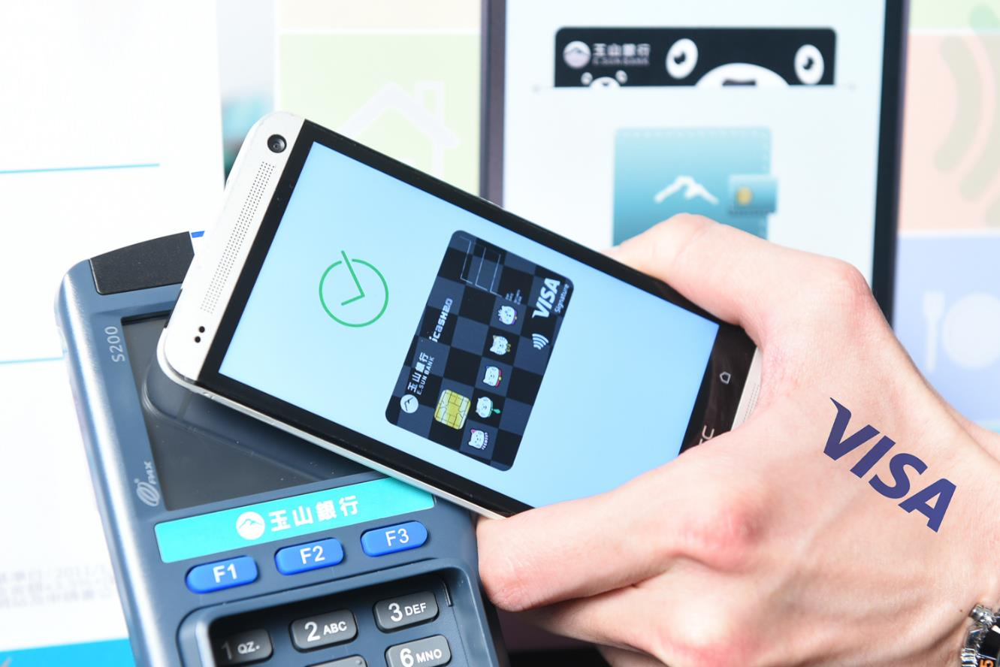 玉山銀行
E.SUN BANK
VISA
Signature
icash2.0
玉山銀行
E.SUN BANK
VISA
S200
PAX
玉山銀行
F1
F2
F3
1 QZ.
2 ABC
3 DEF
6 MNO